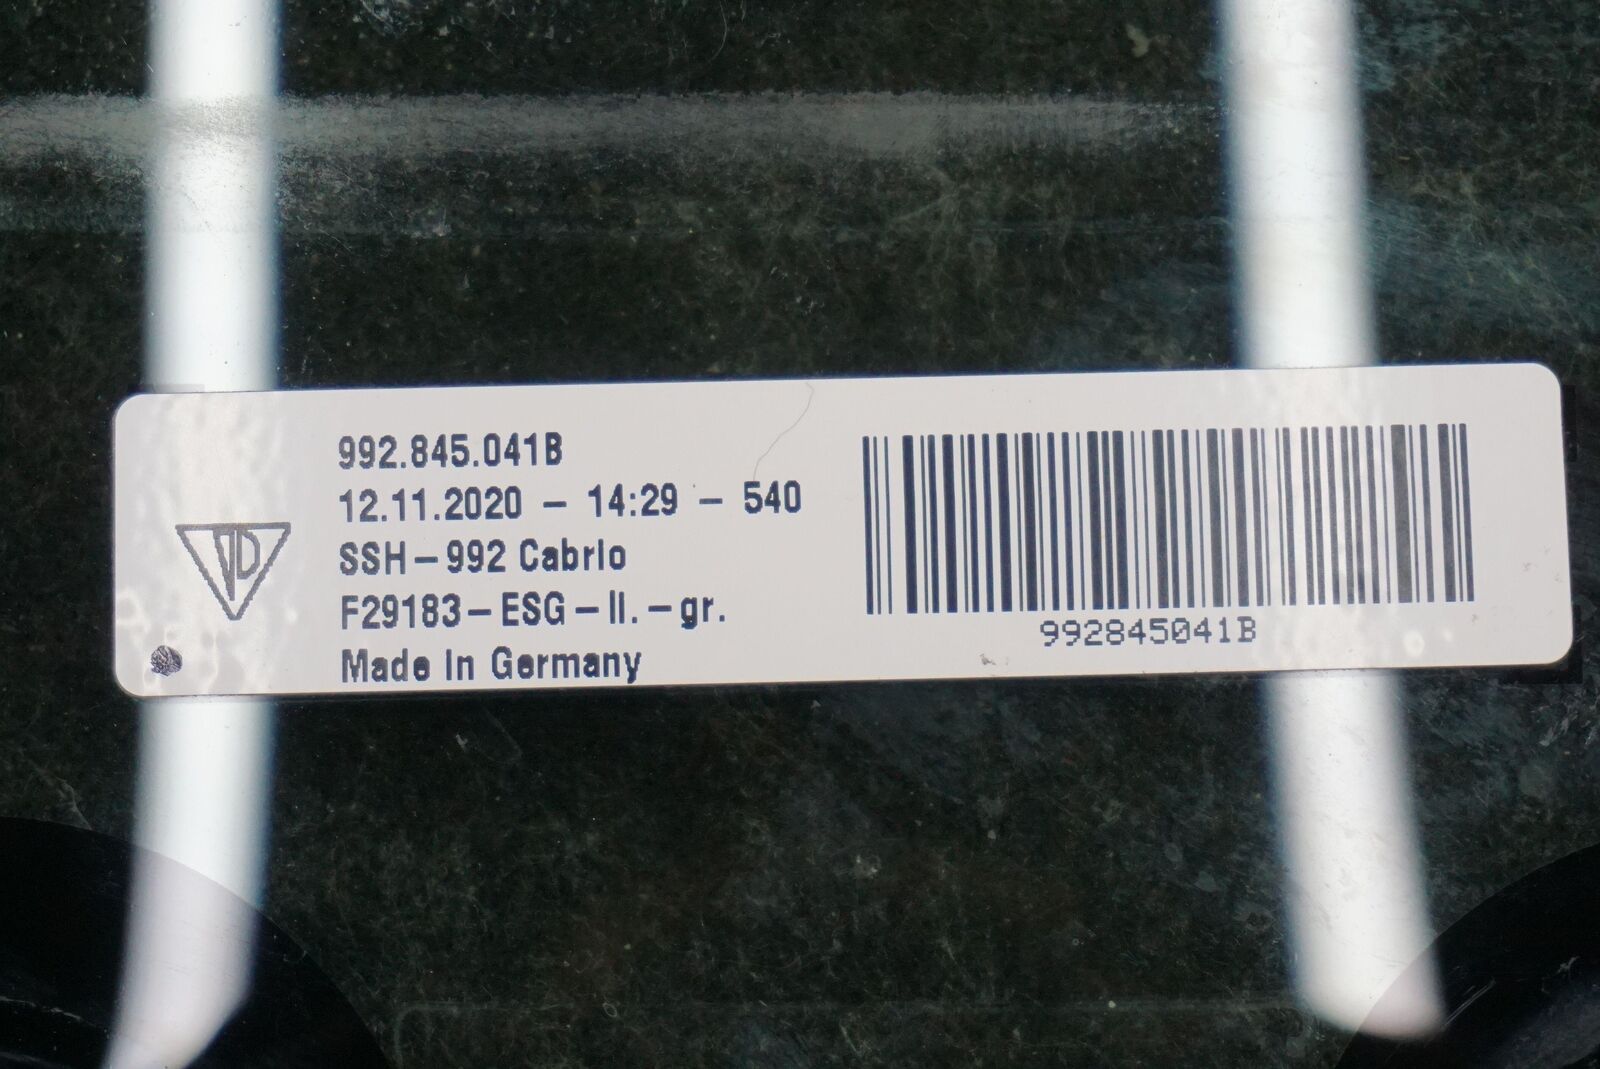 992.845.041B
12.11.2020 – 14:29 – 540
SSH–992 Cabrio
F29183–ESG–li.–gr.
Made in Germany
992845041B